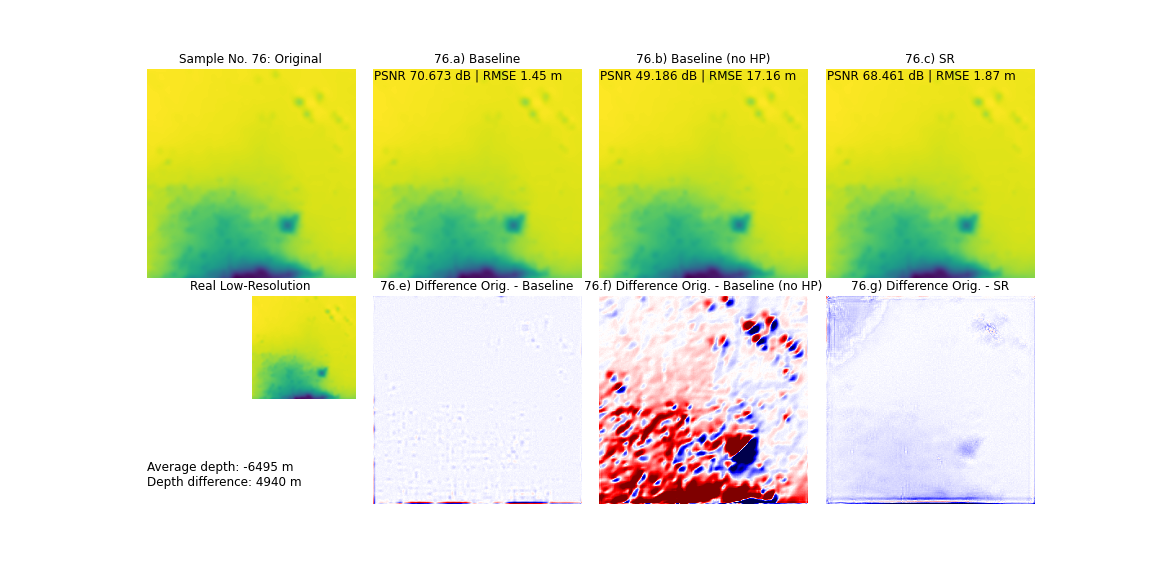 Sample No. 76: Original
76.a) Baseline
76.b) Baseline (no HP)
76.c) SR
PSNR 70.673 dB | RMSE 1.45 m
PSNR 49.186 dB | RMSE 17.16 m
PSNR 68.461 dB | RMSE 1.87 m
Real Low-Resolution
76.e) Difference Orig. - Baseline
76.f) Difference Orig. - Baseline (no HP)
76.g) Difference Orig. - SR
Average depth: -6495 m
Depth difference: 4940 m